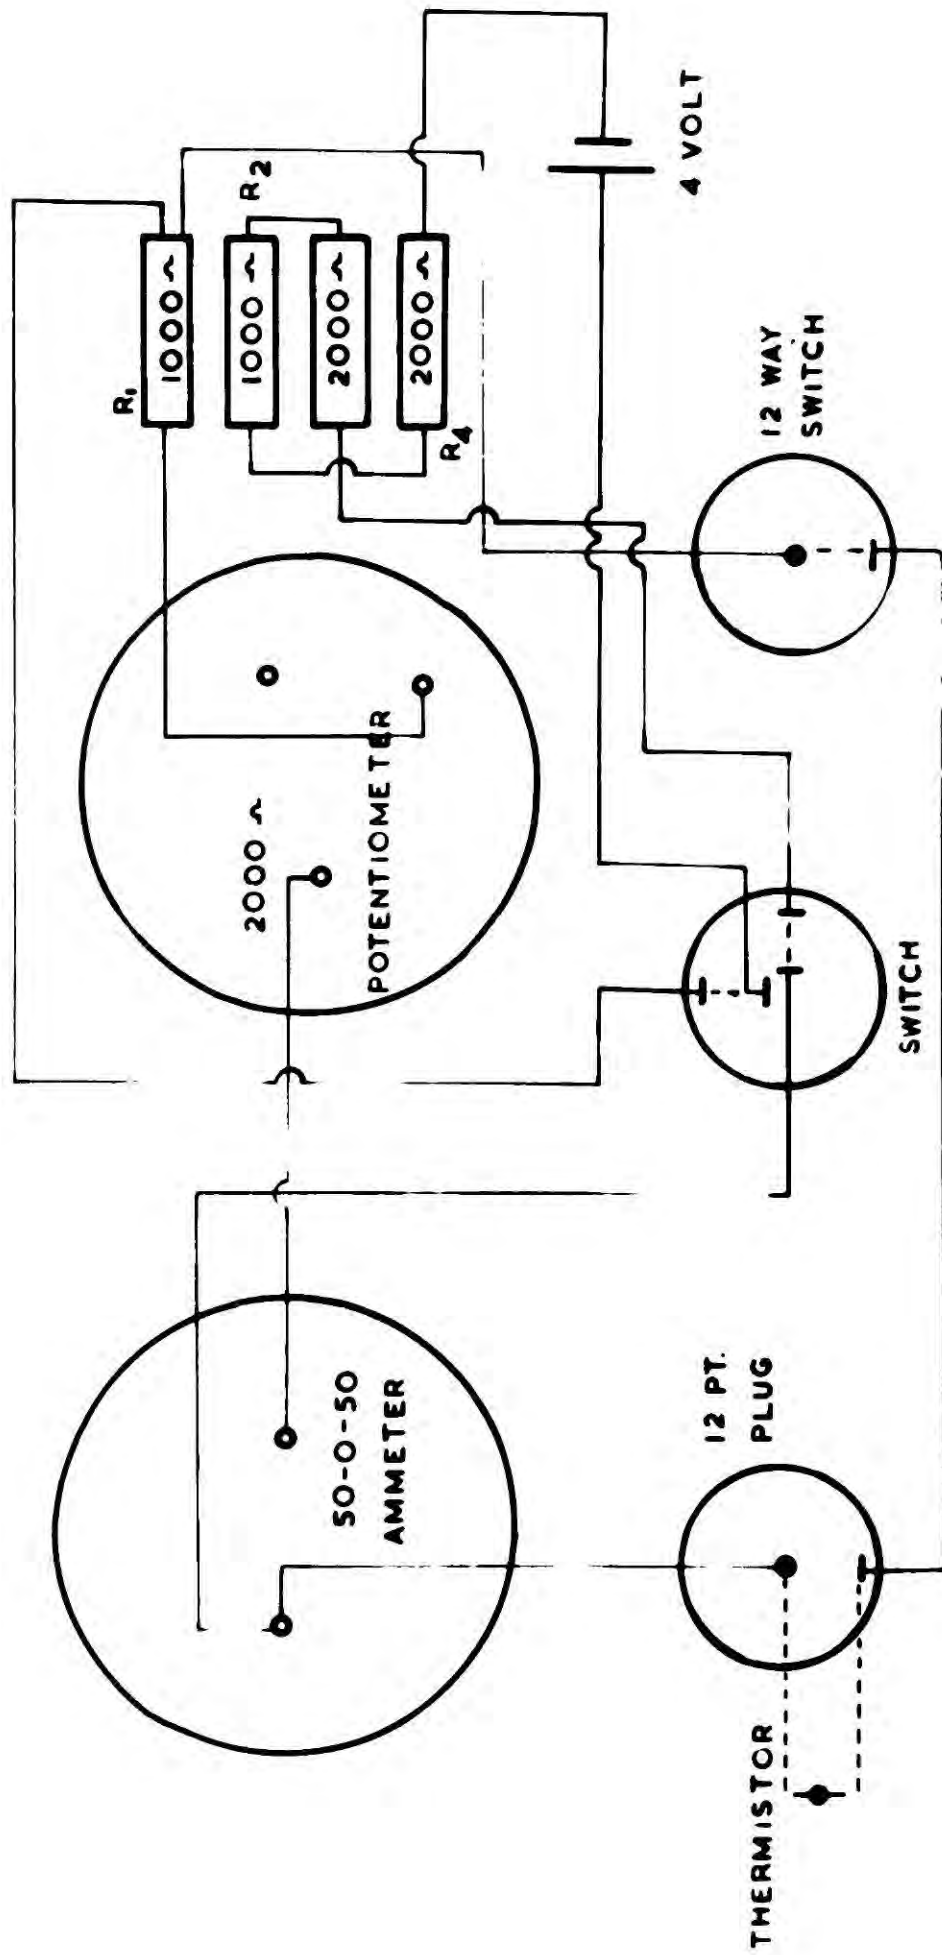 THERMISTOR
12 PT.
PLUG
50-0-50
AMMETER
SWITCH
2000 ~
POTENTIOMETER
12 WAY
SWITCH
R1
1000 ~
1000 ~
R2
2000 ~
2000 ~
R4
4 VOLT